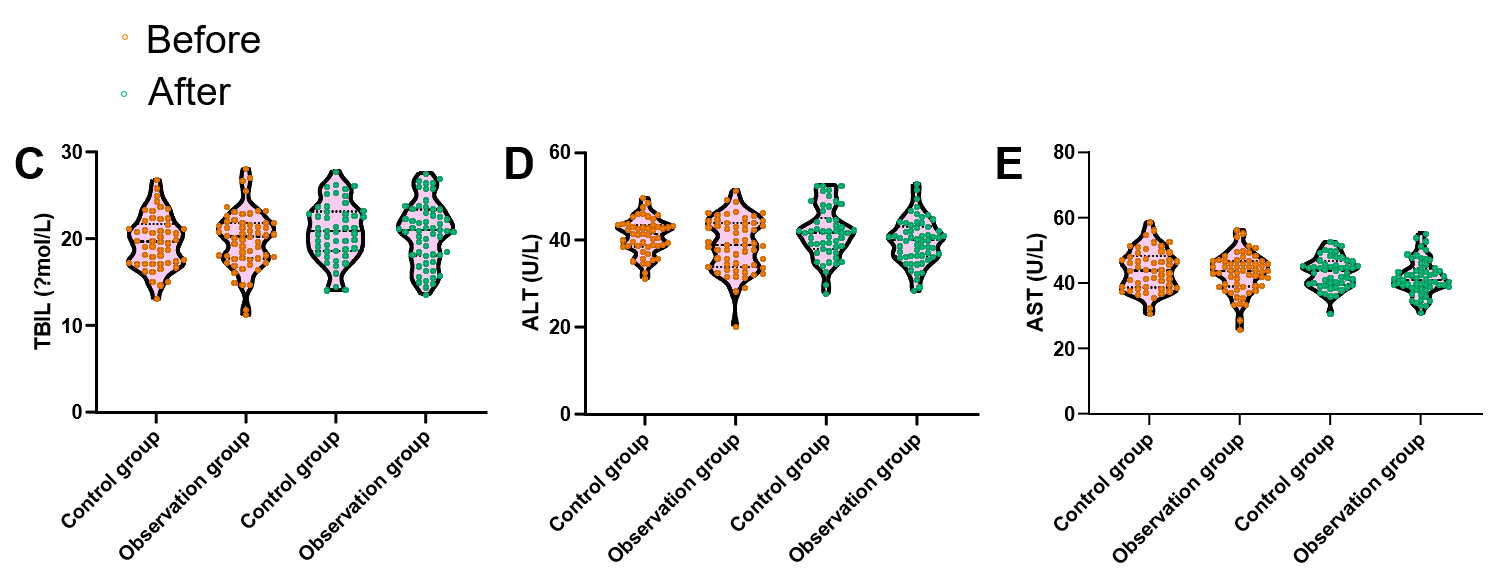 Before
After
C
TBIL (?mol/L)
30
20
10
0
Control group
Observation group
Control group
Observation group
D
ALT (U/L)
60
40
20
0
Control group
Observation group
Control group
Observation group
E
AST (U/L)
80
60
40
20
0
Control group
Observation group
Control group
Observation group